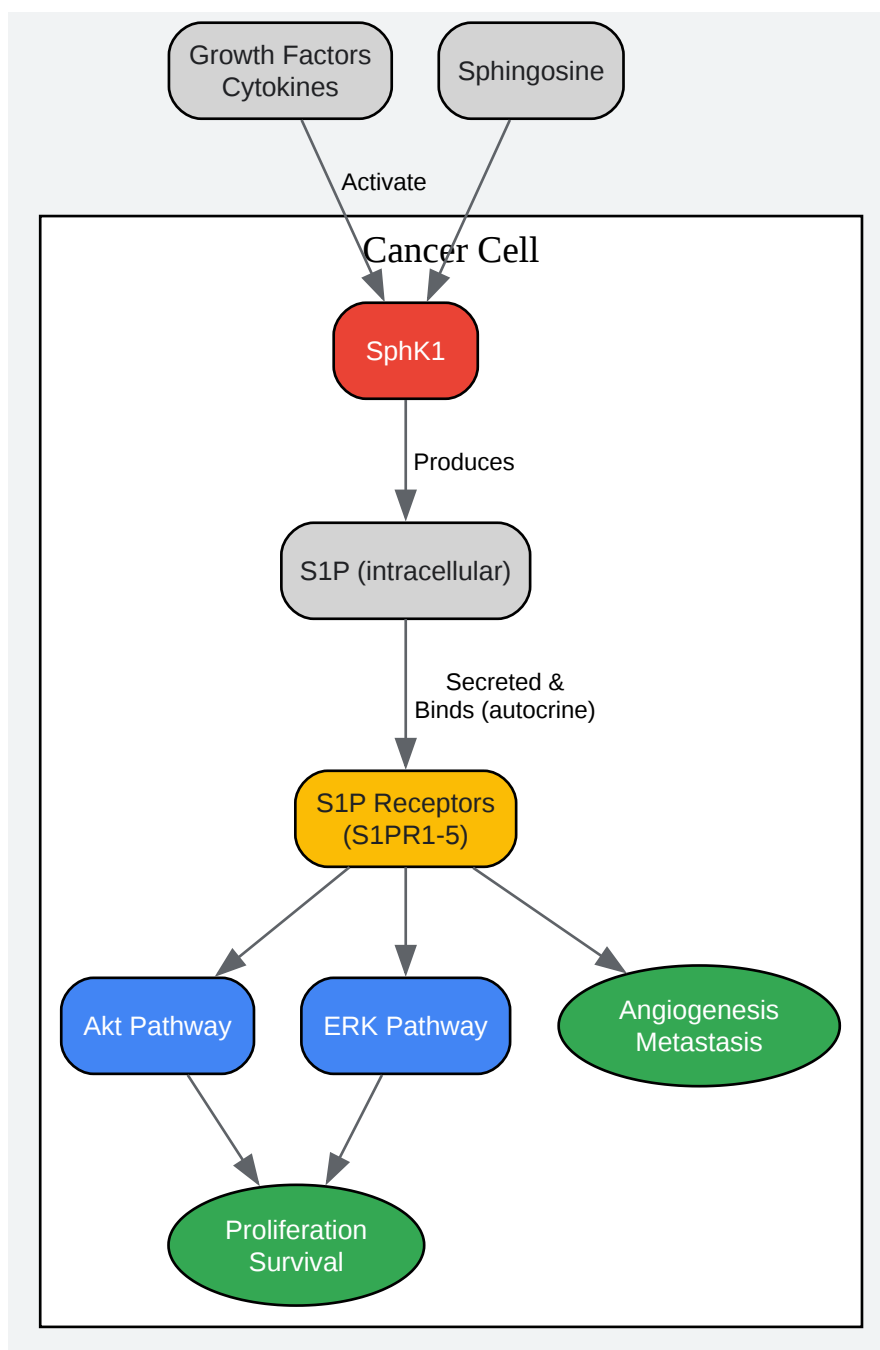 Growth Factors
Cytokines
Sphingosine
Activate
Cancer Cell
SphK1
Produces
S1P (intracellular)
Secreted &
Binds (autocrine)
S1P Receptors
(S1PR1-5)
Akt Pathway
ERK Pathway
Angiogenesis
Metastasis
Proliferation
Survival